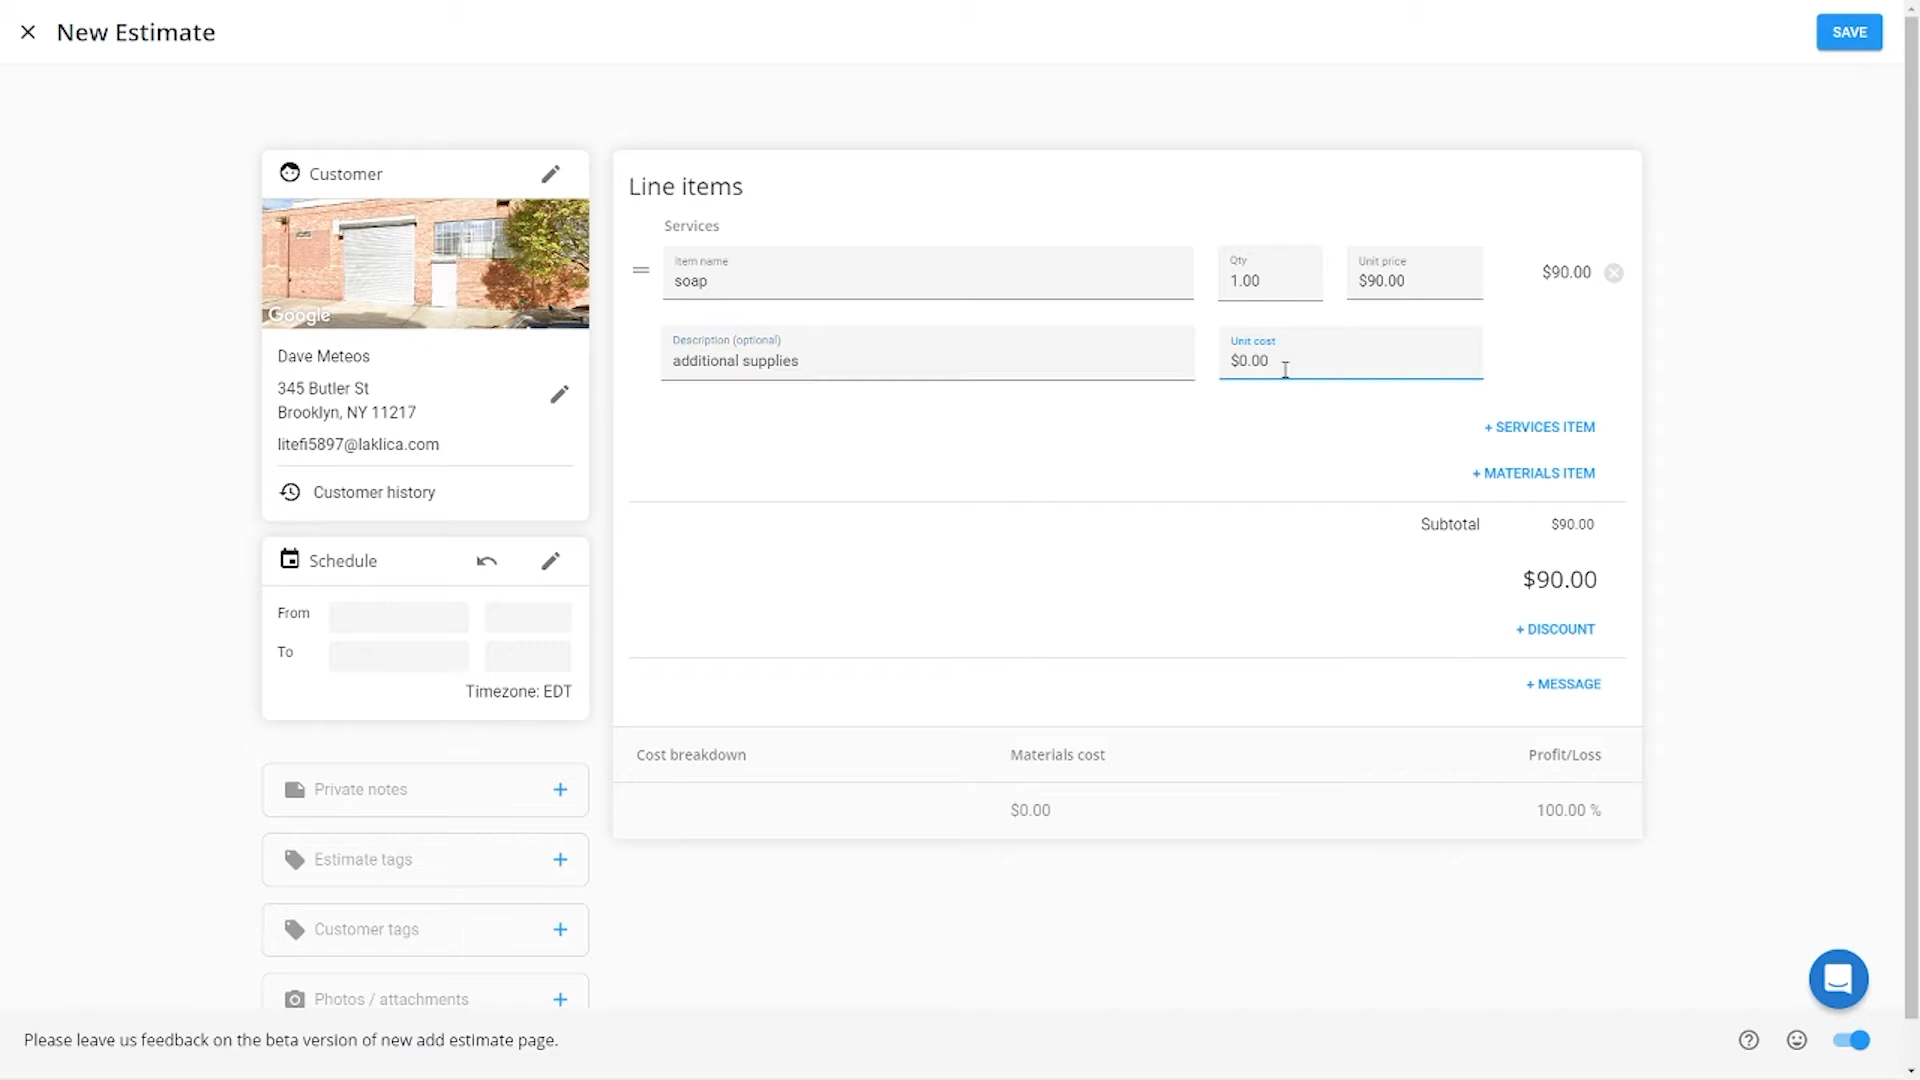 New Estimate
SAVE
Customer
Google
Dave Meteos
345 Butler St
Brooklyn, NY 11217
litefi5897@laklica.com
Customer history
Schedule
From
To
Timezone: EDT
Private notes
Estimate tags
Customer tags
Photos / attachments
Line items
Services
Item name
soap
Qty
1.00
Unit price
$90.00
$90.00
Description (optional)
additional supplies
Unit cost
$0.00
+ SERVICES ITEM
+ MATERIALS ITEM
Subtotal $90.00
$90.00
+ DISCOUNT
+ MESSAGE
Cost breakdown Materials cost Profit/Loss
$0.00 100.00 %
Please leave us feedback on the beta version of new add estimate page.